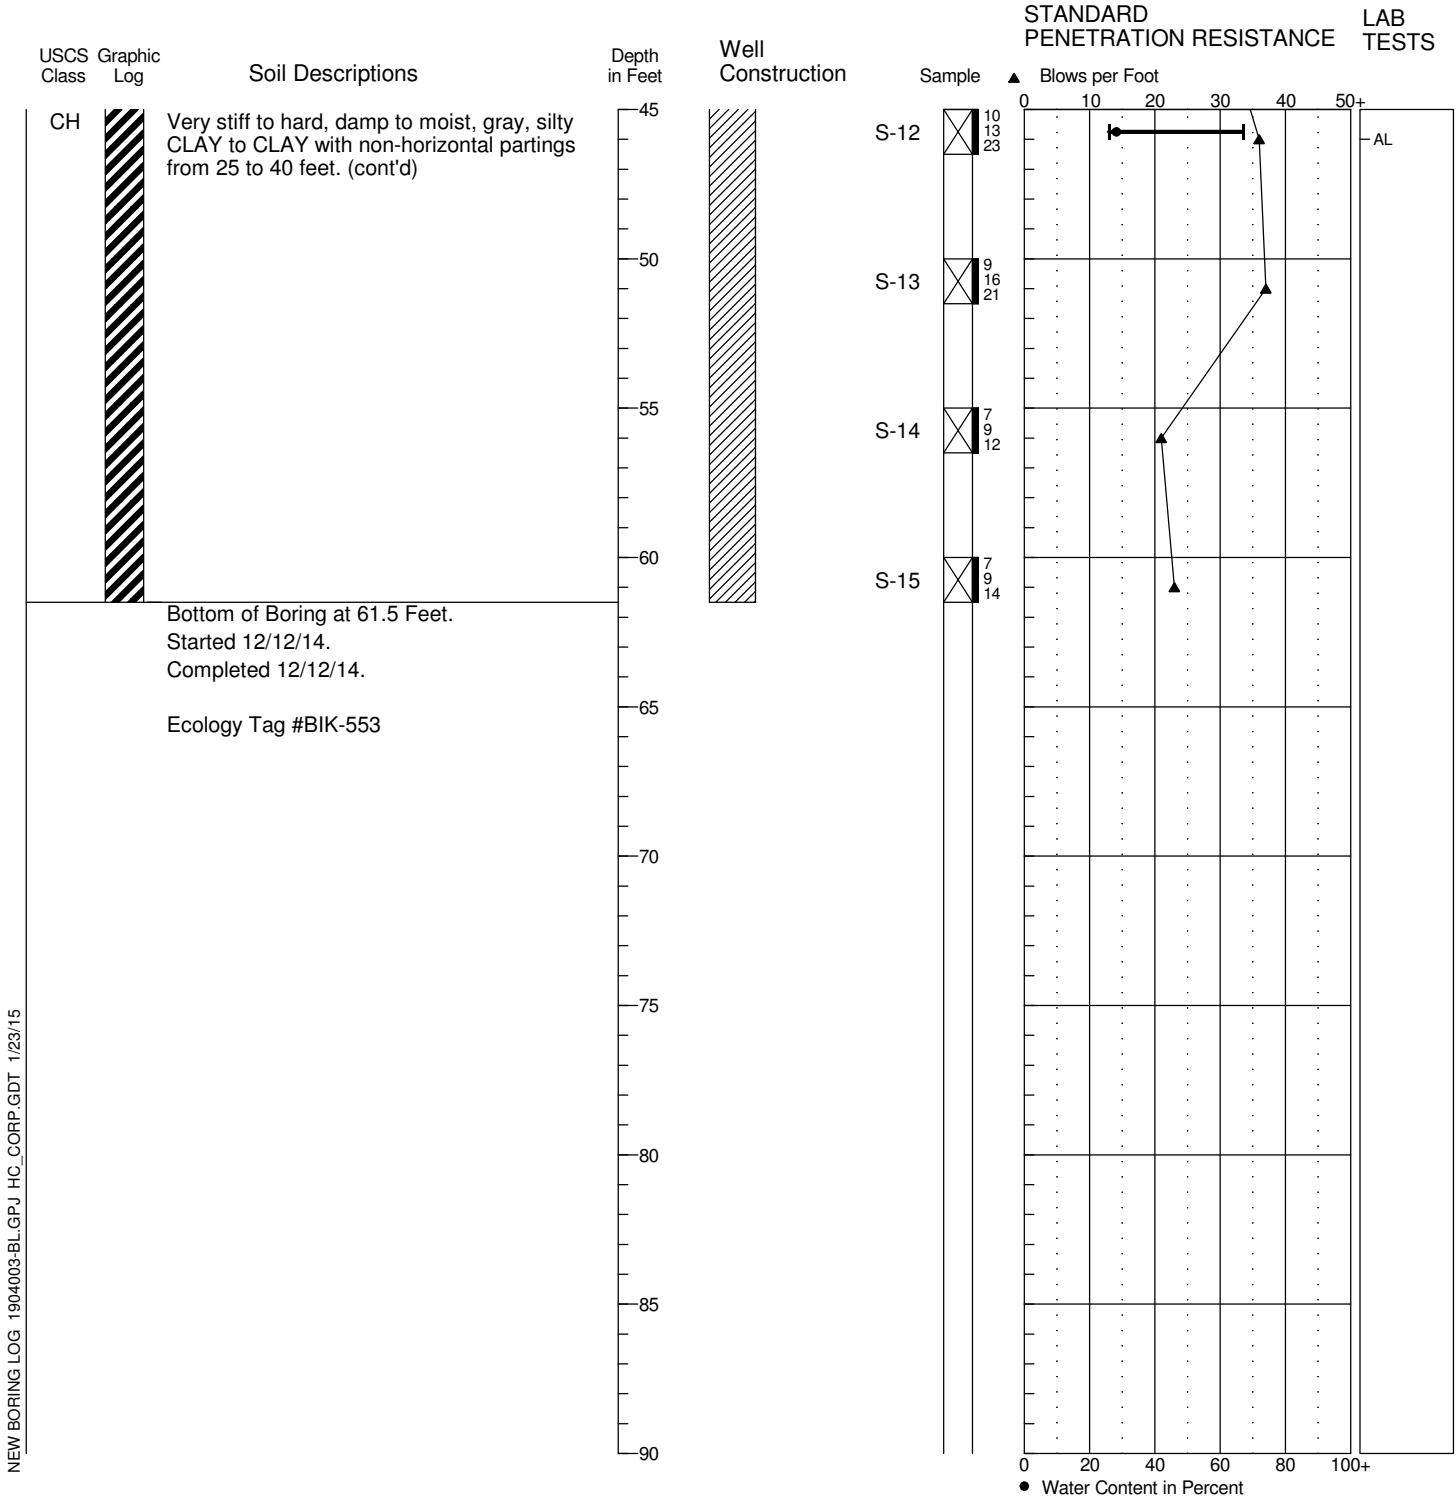 STANDARD
PENETRATION RESISTANCE
LAB
TESTS
USCS
Class
Graphic
Log
Soil Descriptions
Depth
in Feet
Well
Construction
Sample
▲ Blows per Foot
0 10 20 30 40 50+
CH
Very stiff to hard, damp to moist, gray, silty
CLAY to CLAY with non-horizontal partings
from 25 to 40 feet. (cont'd)
45
S-12
10
13
23
AL
50
S-13
9
16
21
55
S-14
7
9
12
60
S-15
7
9
14
Bottom of Boring at 61.5 Feet.
Started 12/12/14.
Completed 12/12/14.
Ecology Tag #BIK-553
65
70
75
80
85
90
0 20 40 60 80 100+
● Water Content in Percent
NEW BORING LOG 1904003-BL.GPJ HC_CORP.GDT 1/23/15